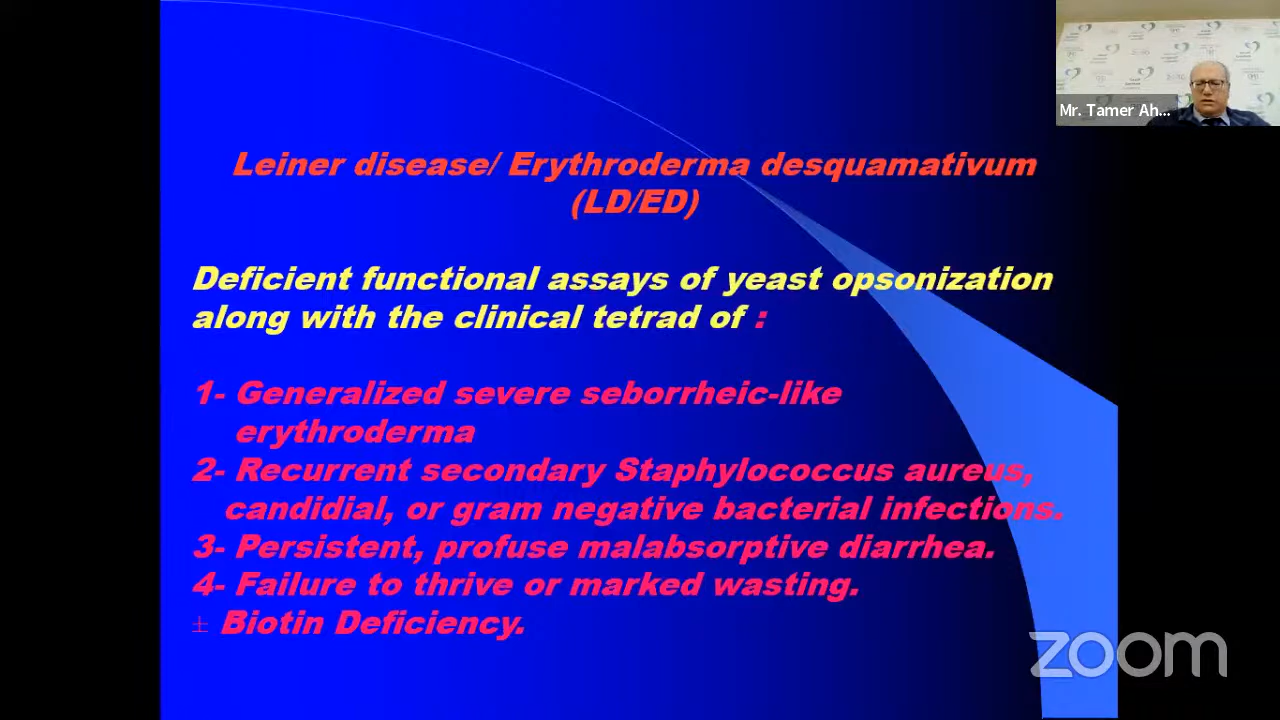 Mr. Tamer Ah...
Leiner disease/ Erythroderma desquamativum
(LD/ED)
Deficient functional assays of yeast opsonization
along with the clinical tetrad of :
1- Generalized severe seborrheic-like
erythroderma
2- Recurrent secondary Staphylococcus aureus,
candidial, or gram negative bacterial infections.
3- Persistent, profuse malabsorptive diarrhea.
4- Failure to thrive or marked wasting.
± Biotin Deficiency.
zoom